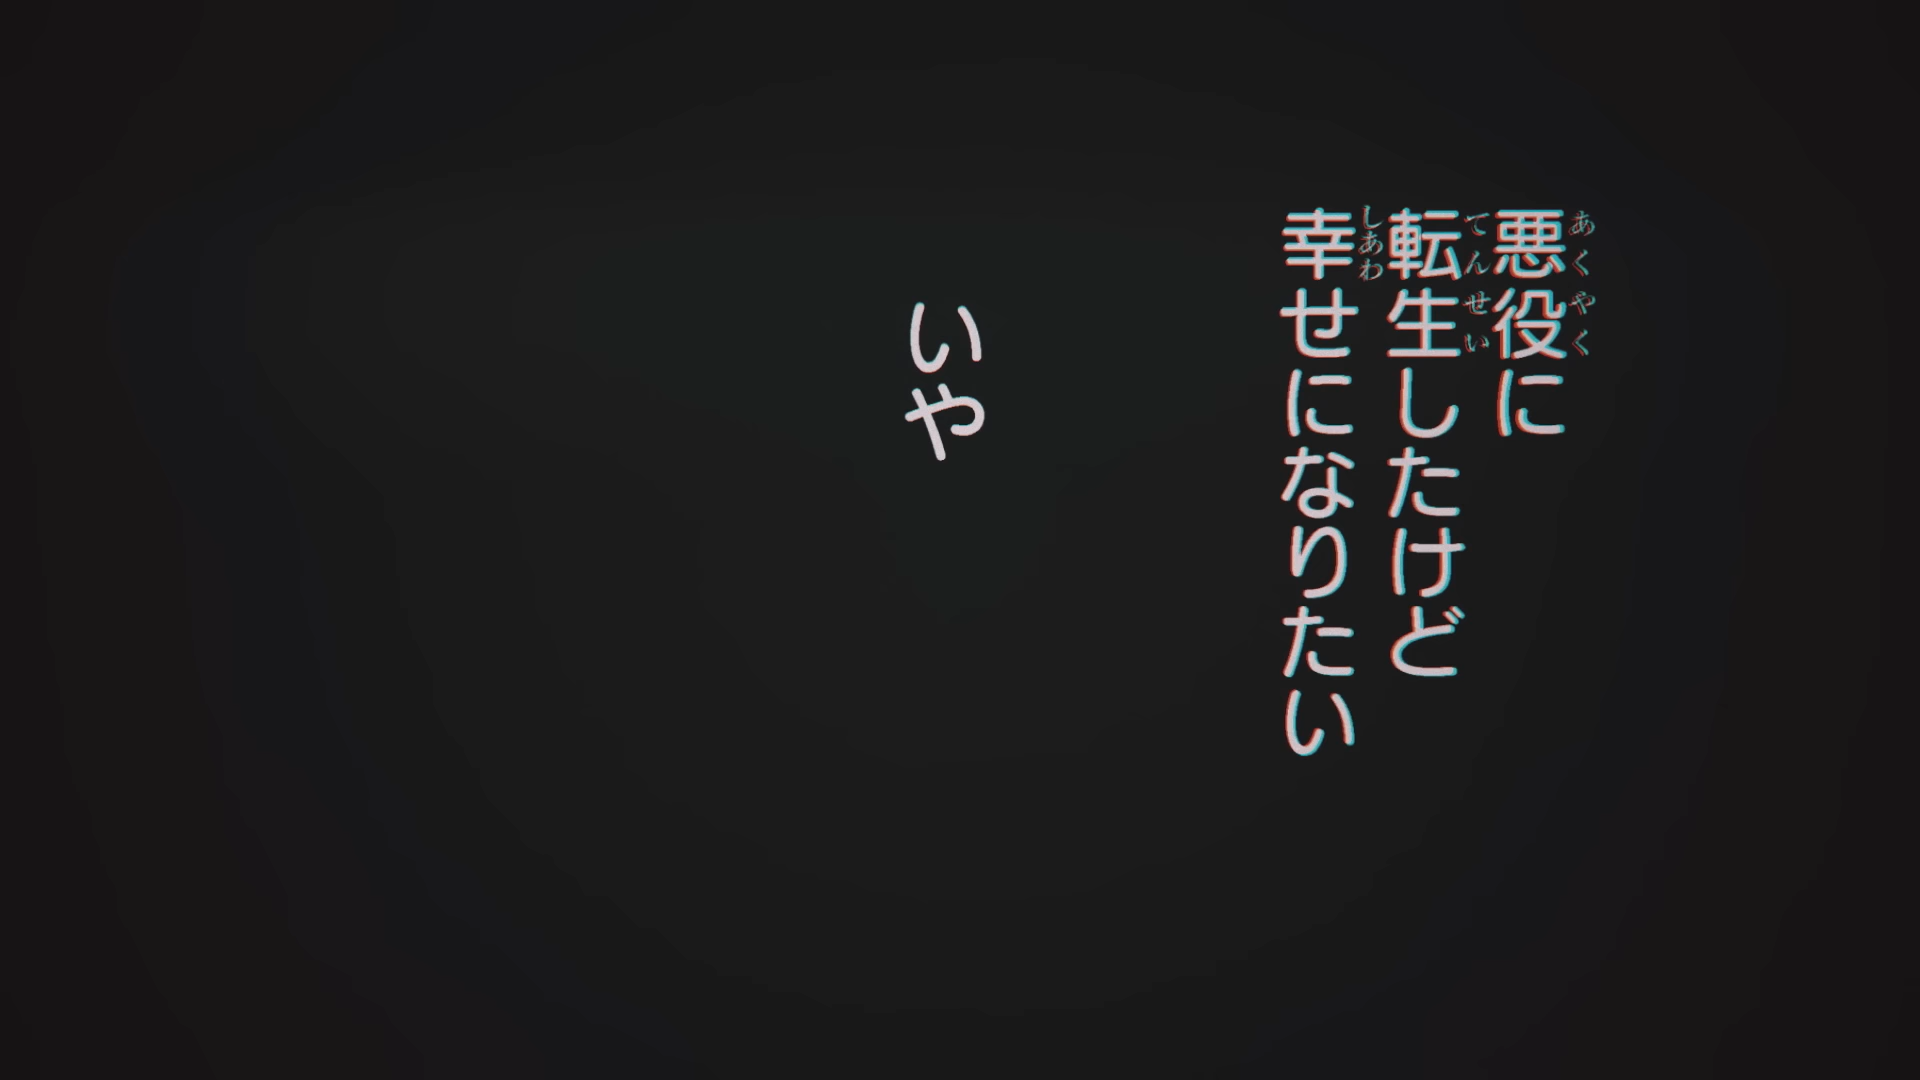 悪役に
転生したけど
幸せになりたい
いや